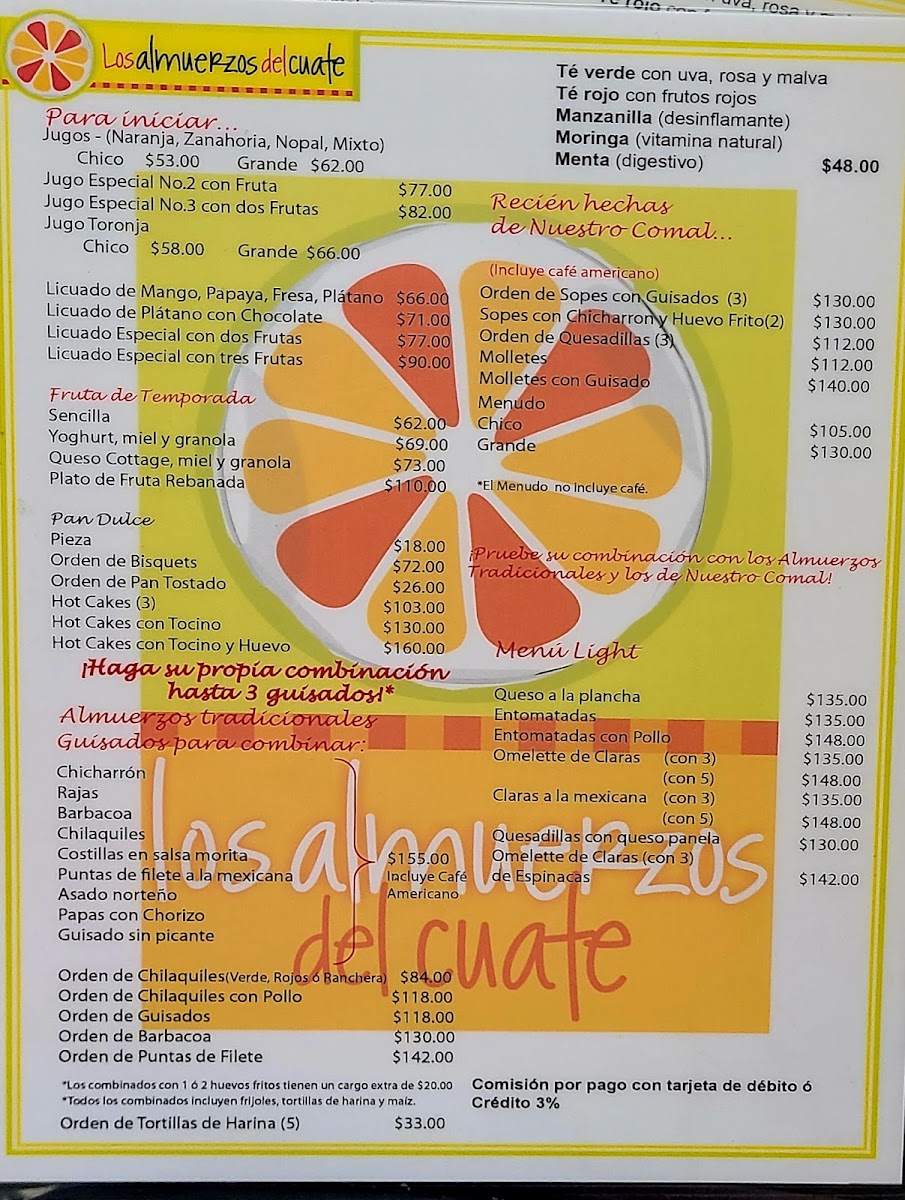 Los almuerzos del cuate
Para iniciar...
Jugos - (Naranja, Zanahoria, Nopal, Mixto)
Chico $53.00 Grande $62.00
Jugo Especial No.2 con Fruta $77.00
Jugo Especial No.3 con dos Frutas $82.00
Jugo Toronja
Chico $58.00 Grande $66.00
Licuado de Mango, Papaya, Fresa, Plátano $66.00
Licuado de Plátano con Chocolate $71.00
Licuado Especial con dos Frutas $77.00
Licuado Especial con tres Frutas $90.00
Fruta de Temporada
Sencilla $62.00
Yoghurt, miel y granola $69.00
Queso Cottage, miel y granola $73.00
Plato de Fruta Rebanada $110.00
Pan Dulce
Pieza $18.00
Orden de Bisquets $72.00
Orden de Pan Tostado $26.00
Hot Cakes (3) $103.00
Hot Cakes con Tocino $130.00
Hot Cakes con Tocino y Huevo $160.00
¡Haga su propia combinación
hasta 3 guisados!*
Almuerzos tradicionales
Guisados para combinar:
Chicharrón
Rajas
Barbacoa
Chilaquiles
Costillas en salsa morita $155.00
Puntas de filete a la mexicana Incluye Café
Asado norteño Americano
Papas con Chorizo
Guisado sin picante
Orden de Chilaquiles(Verde, Rojos ó Ranchera) $84.00
Orden de Chilaquiles con Pollo $118.00
Orden de Guisados $118.00
Orden de Barbacoa $130.00
Orden de Puntas de Filete $142.00
*Los combinados con 1 ó 2 huevos fritos tienen un cargo extra de $20.00
*Todos los combinados incluyen frijoles, tortillas de harina y maíz.
Orden de Tortillas de Harina (5) $33.00
Té verde con uva, rosa y malva
Té rojo con frutos rojos
Manzanilla (desinflamante)
Moringa (vitamina natural)
Menta (digestivo) $48.00
Recién hechas
de Nuestro Comal...
(Incluye café americano)
Orden de Sopes con Guisados (3) $130.00
Sopes con Chicharron y Huevo Frito(2) $130.00
Orden de Quesadillas (3) $112.00
Molletes $112.00
Molletes con Guisado $140.00
Menudo
Chico $105.00
Grande $130.00
*El Menudo no incluye café.
¡Pruebe su combinación con los Almuerzos
Tradicionales y los de Nuestro Comal!
Menú Light
Queso a la plancha $135.00
Entomatadas $135.00
Entomatadas con Pollo $148.00
Omelette de Claras (con 3) $135.00
(con 5) $148.00
Claras a la mexicana (con 3) $135.00
(con 5) $148.00
Quesadillas con queso panela $130.00
Omelette de Claras (con 3)
de Espinacas $142.00
los almuerzos
del cuate
Comisión por pago con tarjeta de débito ó
Crédito 3%